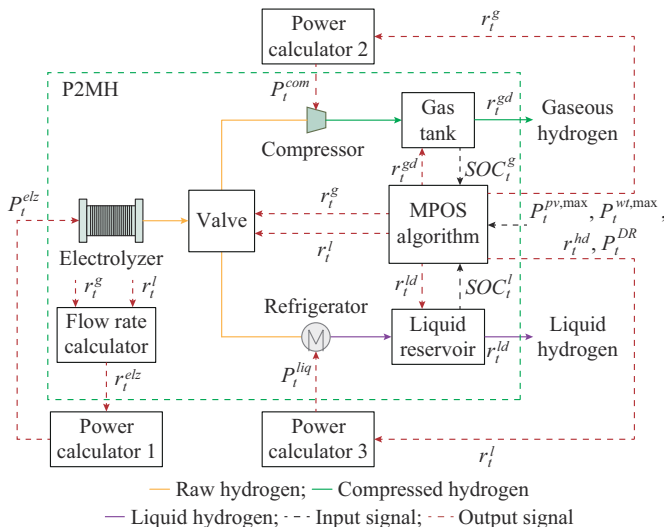 Power
calculator 2
r_t^g
P2MH
P_t^{com}
Gas
tank
r_t^{gd}
Gaseous
hydrogen
Compressor
r_t^{gd}
SOC_t^g
P_t^{elz}
r_t^g
Valve
MPOS
algorithm
P_t^{pv,max}, P_t^{wt,max},
r_t^{hd}, P_t^{DR}
Electrolyzer
r_t^l
r_t^g
r_t^l
r_t^{ld}
SOC_t^l
Refrigerator
Flow rate
calculator
M
Liquid
reservoir
r_t^{ld}
Liquid
hydrogen
P_t^{liq}
r_t^{elz}
Power
calculator 1
Power
calculator 3
r_t^l
Raw hydrogen; Compressed hydrogen
Liquid hydrogen; Input signal; Output signal